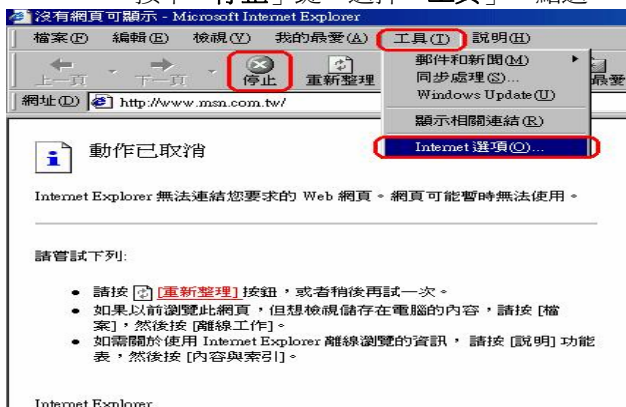 沒有網頁可顯示 - Microsoft Internet Explorer
檔案(F) 編輯(E) 檢視(V) 我的最愛(A) 工具(T) 說明(H)
上一頁 下一頁 停止 重新整理
郵件和新聞(M)
同步處理(S)...
Windows Update(U)
顯示相關連結(R)
Internet 選項(O)...
最愛
網址(D) http://www.msn.com.tw/
動作已取消
Internet Explorer 無法連結您要求的 Web 網頁。網頁可能暫時無法使用。
請嘗試下列:
請按 [重新整理] 按鈕，或者稍後再試一次。
如果以前瀏覽此網頁，但想檢視儲存在電腦的內容，請按 [檔
案]，然後按 [離線工作]。
如需關於使用 Internet Explorer 離線瀏覽的資訊， 請按 [說明] 功能
表，然後按 [內容與索引]。
Internet Explorer